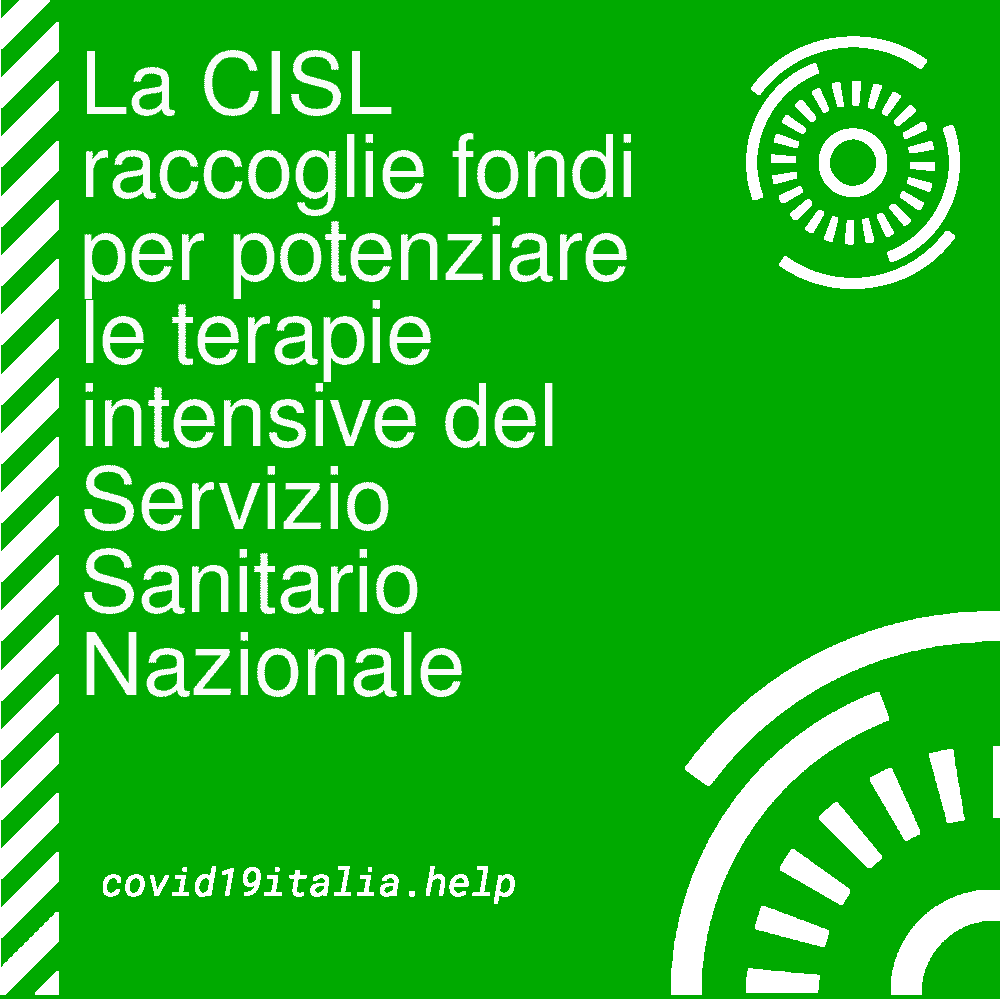 La CISL
raccoglie fondi
per potenziare
le terapie
intensive del
Servizio
Sanitario
Nazionale
covid19italia.help